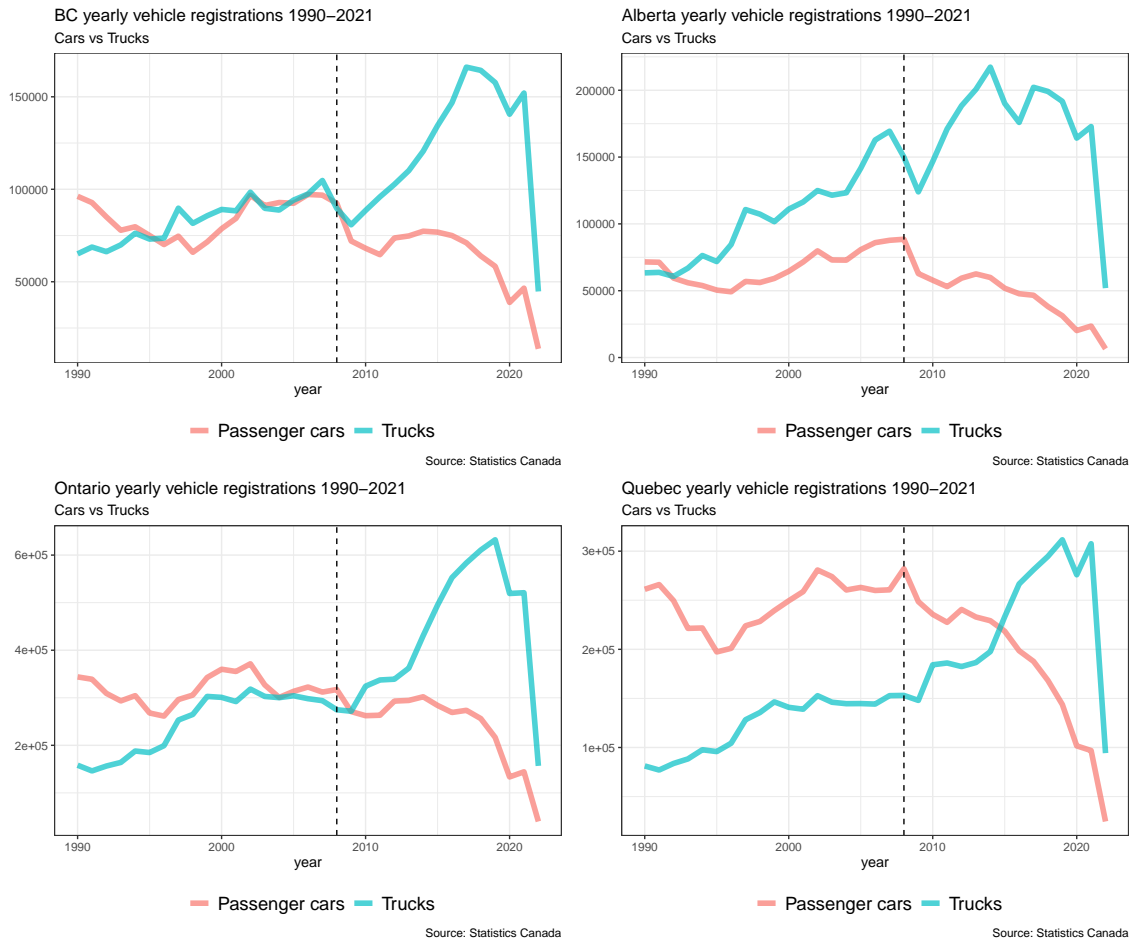 BC yearly vehicle registrations 1990–2021
Cars vs Trucks
150000
100000
50000
1990
2000
2010
2020
year
Passenger cars
Trucks
Source: Statistics Canada
Alberta yearly vehicle registrations 1990–2021
Cars vs Trucks
200000
150000
100000
50000
0
1990
2000
2010
2020
year
Passenger cars
Trucks
Source: Statistics Canada
Ontario yearly vehicle registrations 1990–2021
Cars vs Trucks
6e+05
4e+05
2e+05
1990
2000
2010
2020
year
Passenger cars
Trucks
Source: Statistics Canada
Quebec yearly vehicle registrations 1990–2021
Cars vs Trucks
3e+05
2e+05
1e+05
1990
2000
2010
2020
year
Passenger cars
Trucks
Source: Statistics Canada